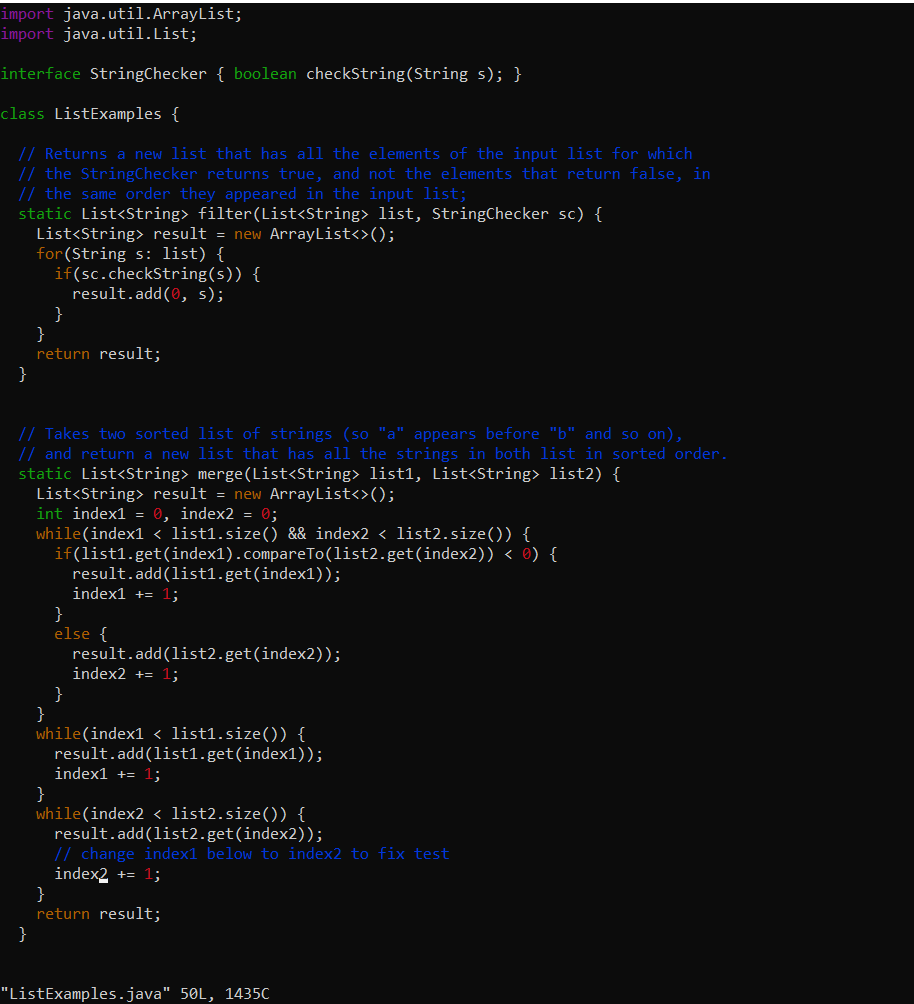 import java.util.ArrayList;
import java.util.List;
interface StringChecker { boolean checkString(String s); }
class ListExamples {
  // Returns a new list that has all the elements of the input list for which
  // the StringChecker returns true, and not the elements that return false, in
  // the same order they appeared in the input list;
  static List<String> filter(List<String> list, StringChecker sc) {
    List<String> result = new ArrayList<>();
    for(String s: list) {
      if(sc.checkString(s)) {
        result.add(0, s);
      }
    }
    return result;
  }
  // Takes two sorted list of strings (so "a" appears before "b" and so on),
  // and return a new list that has all the strings in both list in sorted order.
  static List<String> merge(List<String> list1, List<String> list2) {
    List<String> result = new ArrayList<>();
    int index1 = 0, index2 = 0;
    while(index1 < list1.size() && index2 < list2.size()) {
      if(list1.get(index1).compareTo(list2.get(index2)) < 0) {
        result.add(list1.get(index1));
        index1 += 1;
      }
      else {
        result.add(list2.get(index2));
        index2 += 1;
      }
    }
    while(index1 < list1.size()) {
      result.add(list1.get(index1));
      index1 += 1;
    }
    while(index2 < list2.size()) {
      result.add(list2.get(index2));
      // change index1 below to index2 to fix test
      index2 += 1;
    }
    return result;
  }
"ListExamples.java" 50L, 1435C